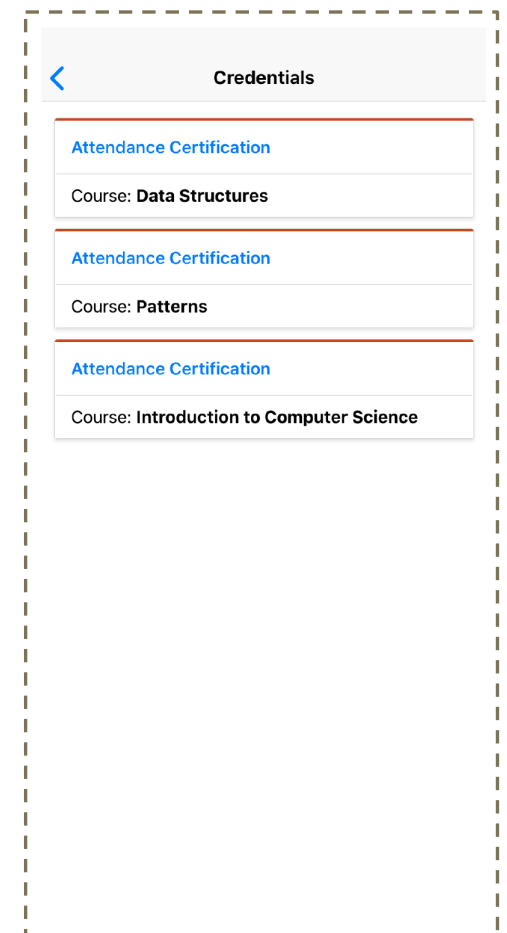 Credentials
Attendance Certification
Course: Data Structures
Attendance Certification
Course: Patterns
Attendance Certification
Course: Introduction to Computer Science